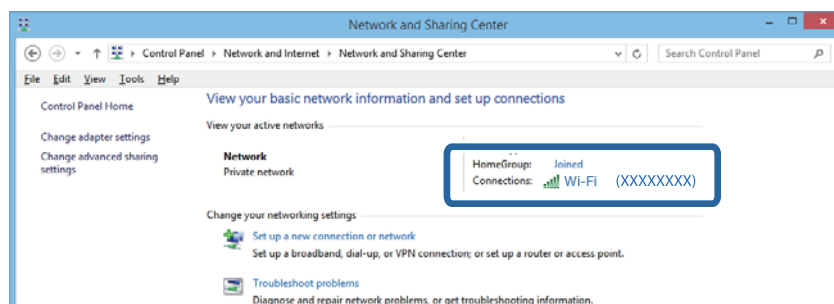 Network and Sharing Center
Control Panel Network and Internet Network and Sharing Center Search Control Panel
File Edit View Tools Help
Control Panel Home
Change adapter settings
Change advanced sharing
settings
View your basic network information and set up connections
View your active networks
Network
Private network
HomeGroup: Joined
Connections: Wi-Fi (XXXXXXXX)
Change your networking settings
Set up a new connection or network
Set up a broadband, dial-up, or VPN connection; or set up a router or access point.
Troubleshoot problems
Diagnose and repair network problems, or get troubleshooting information.